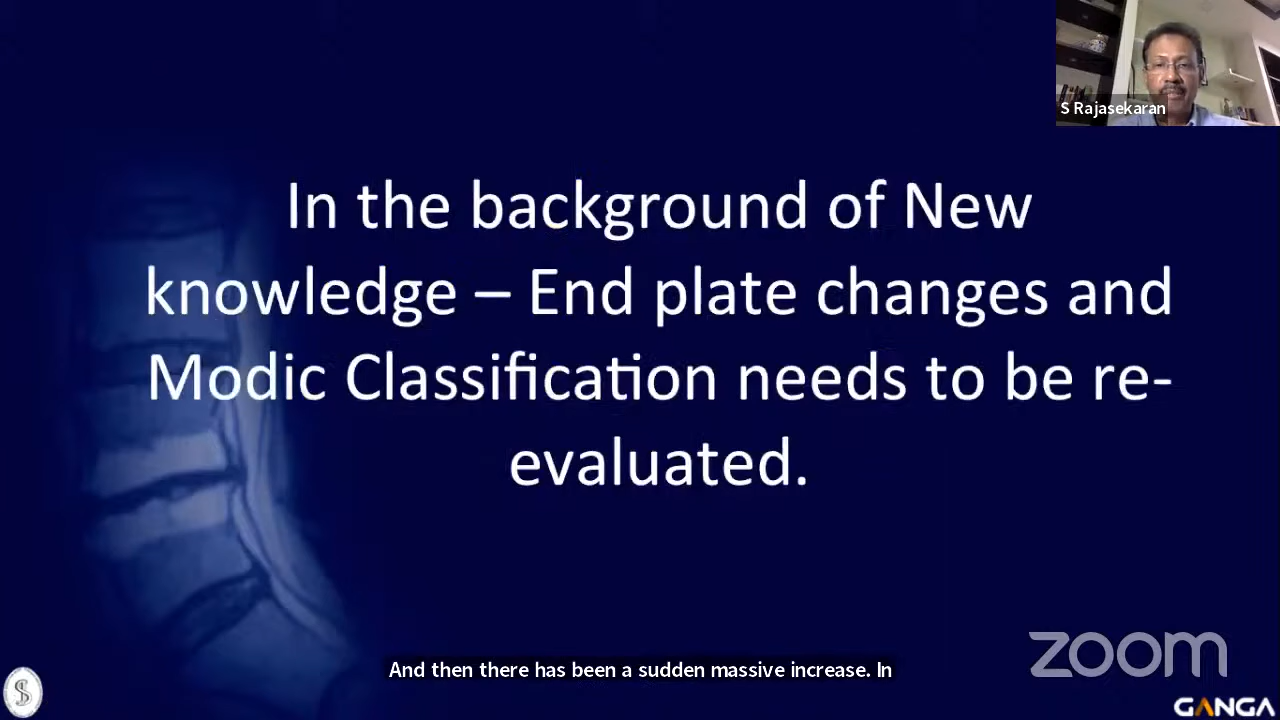 S Rajasekaran
In the background of New
knowledge – End plate changes and
Modic Classification needs to be re-
evaluated.
And then there has been a sudden massive increase. In
zoom
GANGA